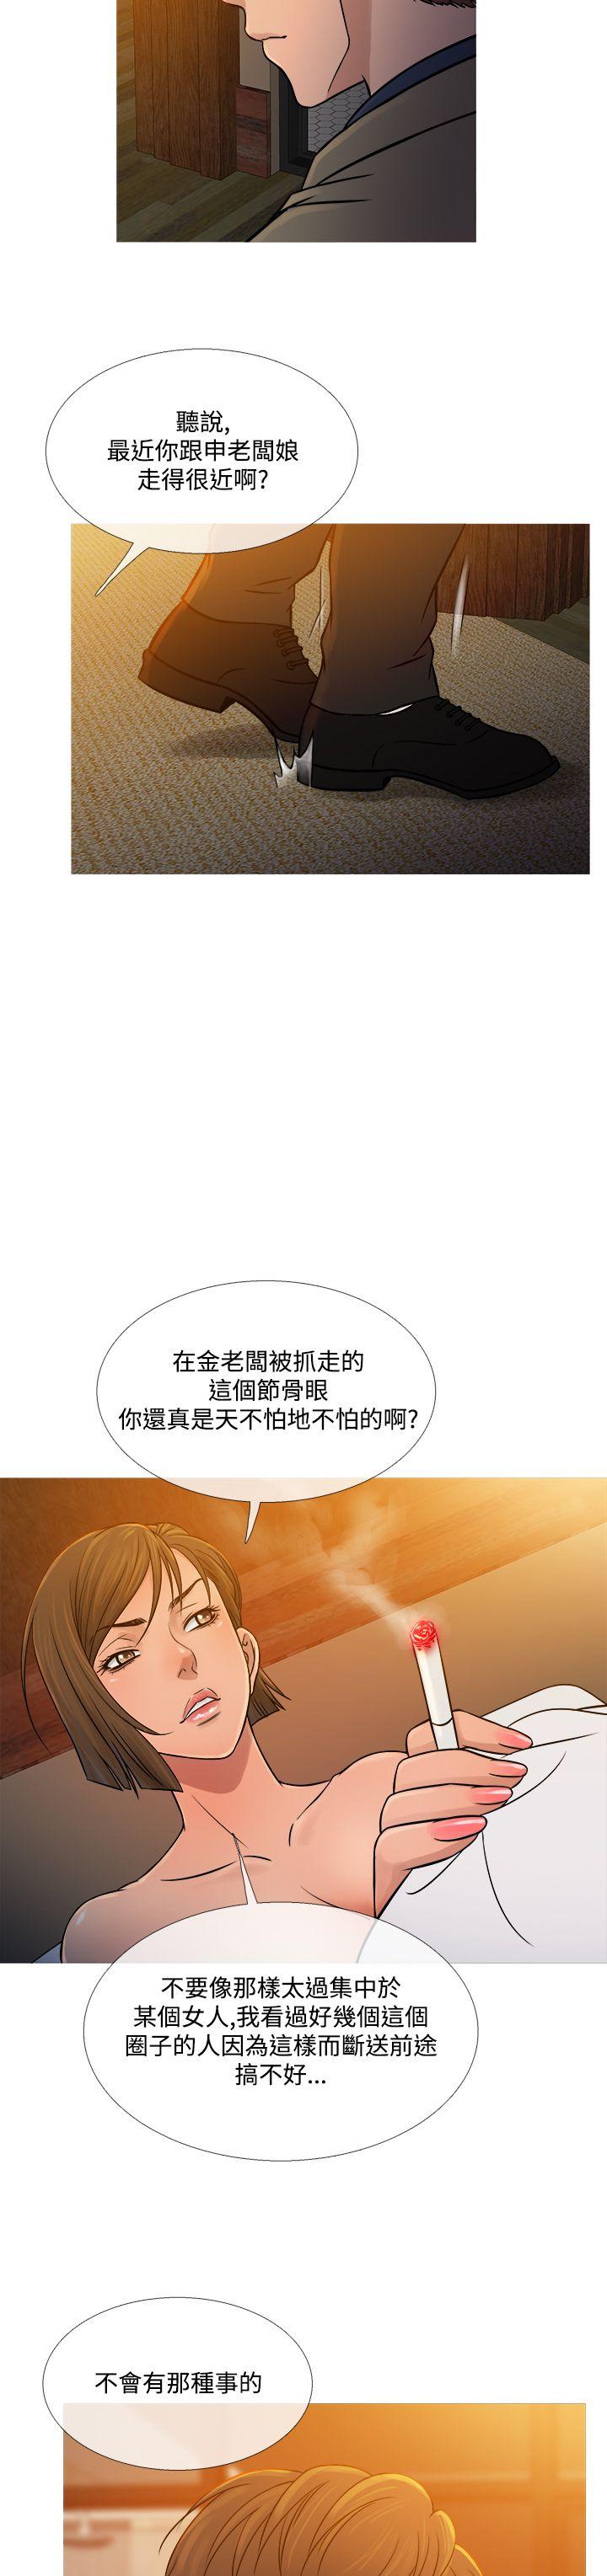 聽說,
最近你跟申老闆娘
走得很近啊?
在金老闆被抓走的
這個節骨眼
你還真是天不怕地不怕的啊?
不要像那樣太過集中於
某個女人,我看過好幾個這個
圈子的人因為這樣而斷送前途
搞不好...
不會有那種事的